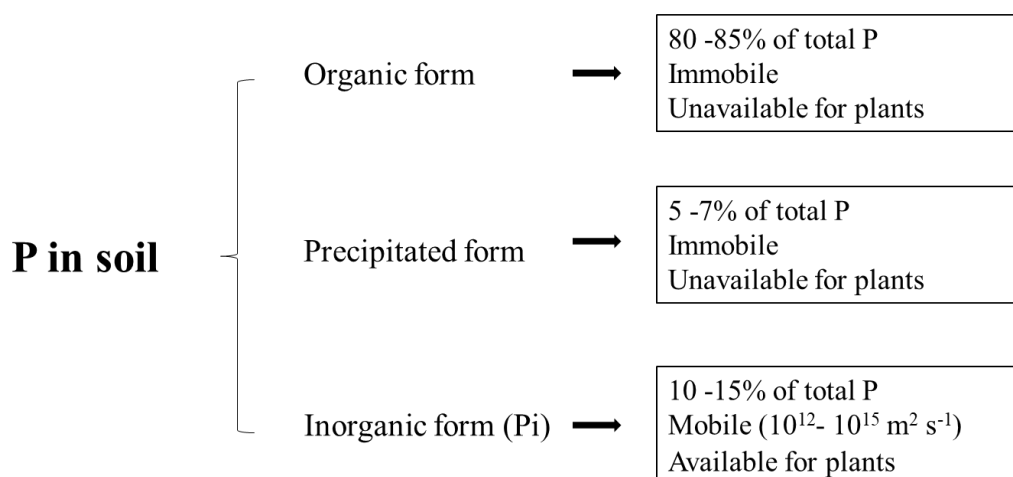 P in soil
Organic form
80 -85% of total P
Immobile
Unavailable for plants
Precipitated form
5 -7% of total P
Immobile
Unavailable for plants
Inorganic form (Pi)
10 -15% of total P
Mobile (10¹²- 10¹⁵ m² s⁻¹)
Available for plants